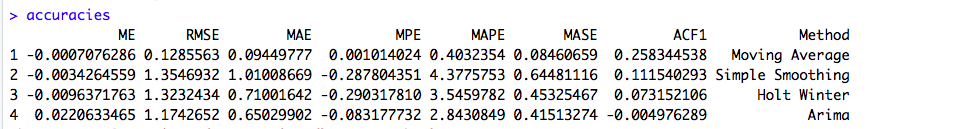 > accuracies
ME RMSE MAE MPE MAPE MASE ACF1 Method
1 -0.0007076286 0.1285563 0.09449777 0.001014024 0.4032354 0.08460659 0.258344538 Moving Average
2 -0.0034264559 1.3546932 1.01008669 -0.287804351 4.3775753 0.64481116 0.111540293 Simple Smoothing
3 -0.0096371763 1.3232434 0.71001642 -0.290317810 3.5459782 0.45325467 0.073152106 Holt Winter
4 0.0220633465 1.1742652 0.65029902 -0.083177732 2.8430849 0.41513274 -0.004976289 Arima